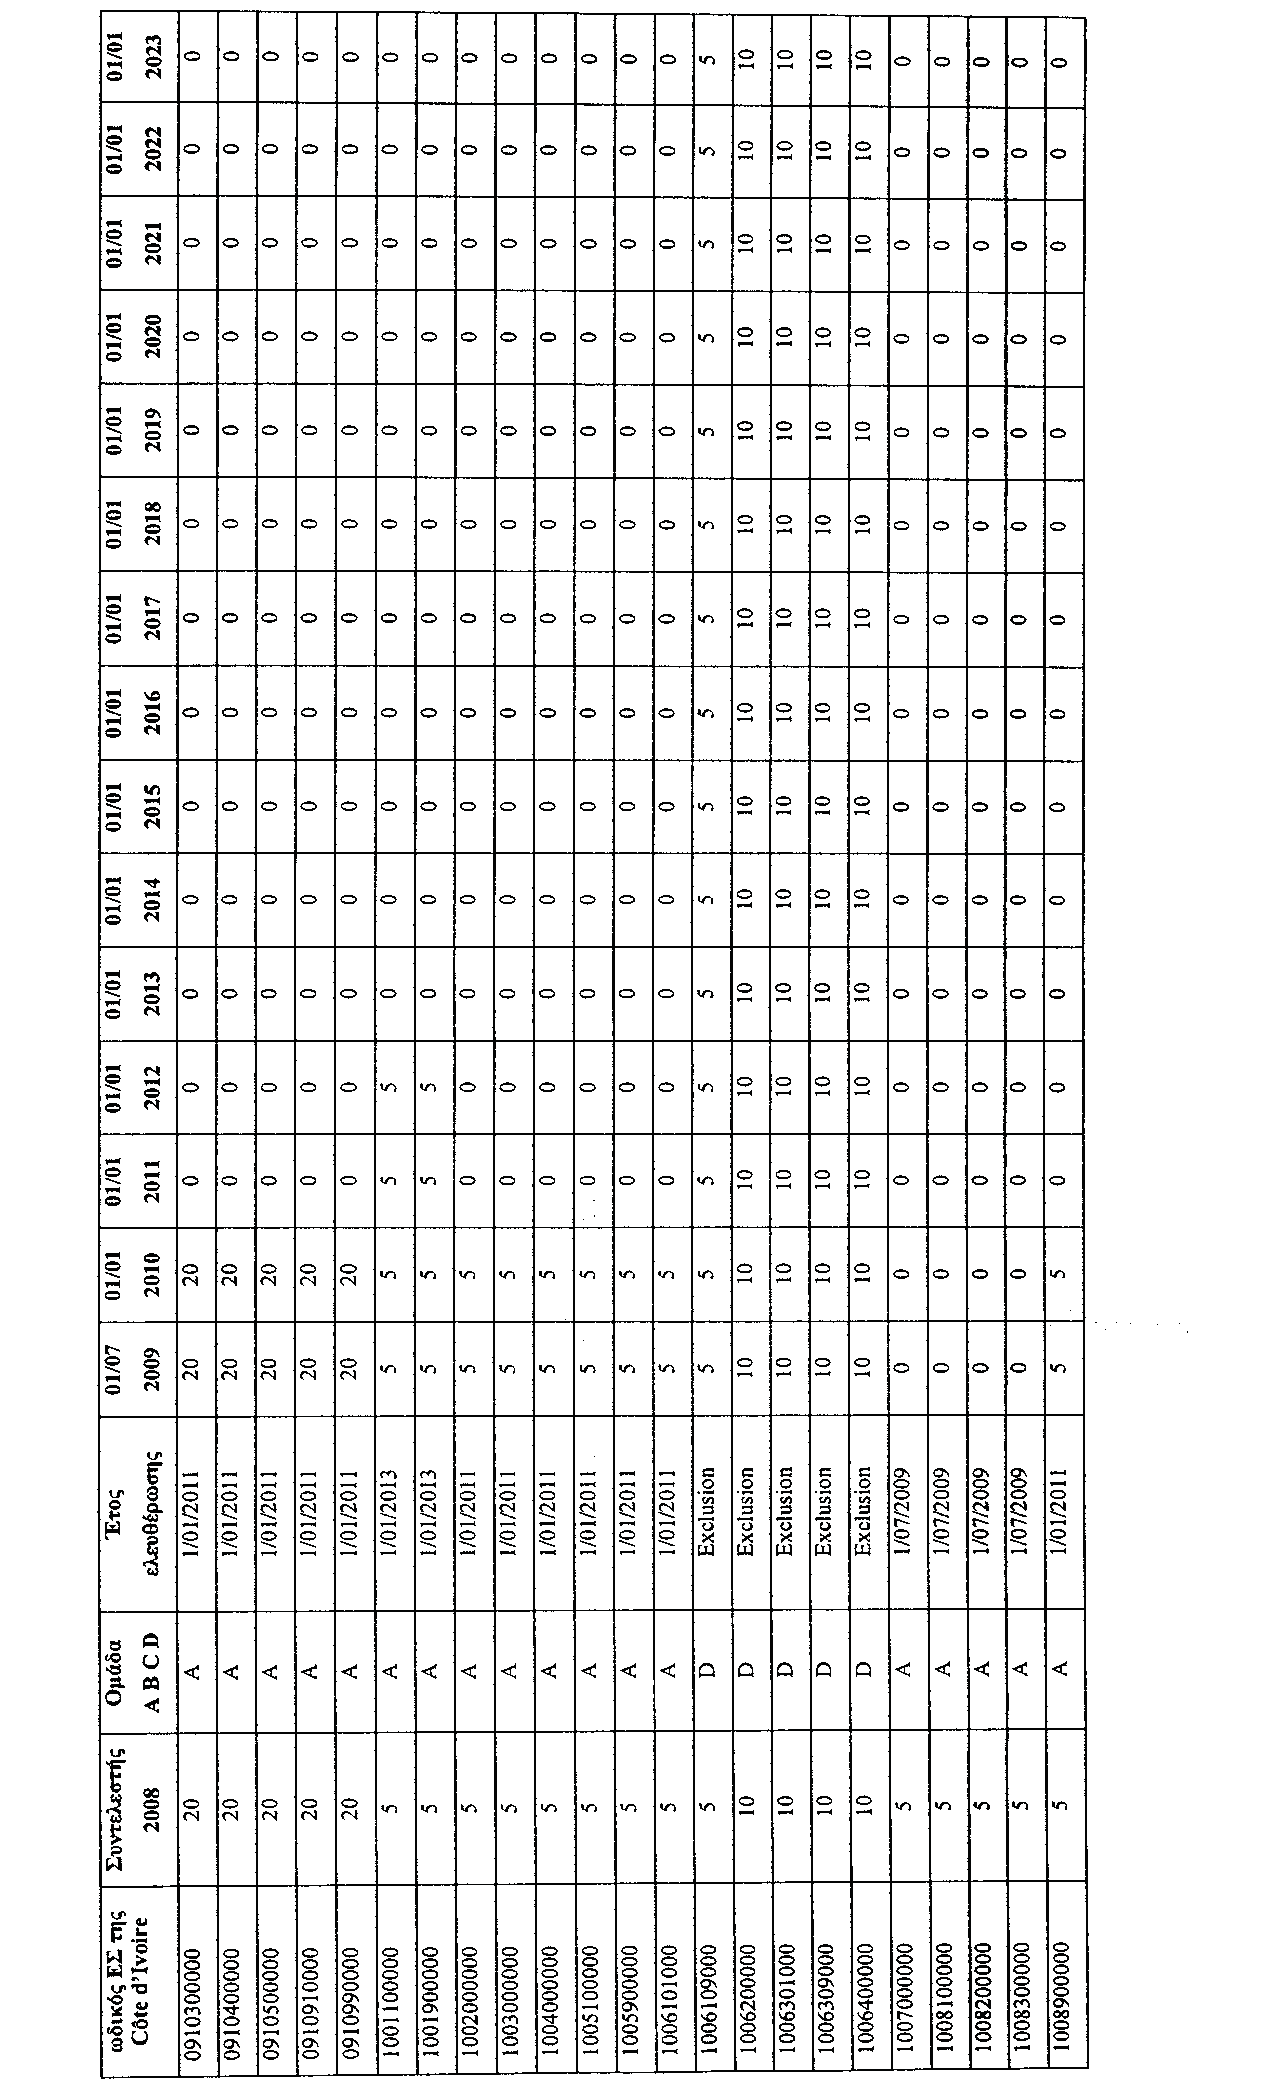 ωδικός ΕΣ της Côte d'Ivoire Συντελεστής 2008 Ομάδα A B C D Έτος ελευθέρωσης 01/07 2009 01/01 2010 01/01 2011 01/01 2012 01/01 2013 01/01 2014 01/01 2015 01/01 2016 01/01 2017 01/01 2018 01/01 2019 01/01 2020 01/01 2021 01/01 2022 01/01 2023
0910300000 20 A 1/01/2011 20 20 0 0 0 0 0 0 0 0 0 0 0 0 0
0910400000 20 A 1/01/2011 20 20 0 0 0 0 0 0 0 0 0 0 0 0 0
0910500000 20 A 1/01/2011 20 20 0 0 0 0 0 0 0 0 0 0 0 0 0
0910910000 20 A 1/01/2011 20 20 0 0 0 0 0 0 0 0 0 0 0 0 0
0910990000 20 A 1/01/2011 20 20 0 0 0 0 0 0 0 0 0 0 0 0 0
1001100000 5 A 1/01/2013 5 5 5 5 0 0 0 0 0 0 0 0 0 0 0
1001900000 5 A 1/01/2013 5 5 5 5 0 0 0 0 0 0 0 0 0 0 0
1002000000 5 A 1/01/2011 5 5 0 0 0 0 0 0 0 0 0 0 0 0 0
1003000000 5 A 1/01/2011 5 5 0 0 0 0 0 0 0 0 0 0 0 0 0
1004000000 5 A 1/01/2011 5 5 0 0 0 0 0 0 0 0 0 0 0 0 0
1005100000 5 A 1/01/2011 5 5 0 0 0 0 0 0 0 0 0 0 0 0 0
1005900000 5 A 1/01/2011 5 5 0 0 0 0 0 0 0 0 0 0 0 0 0
1006101000 5 A 1/01/2011 5 5 0 0 0 0 0 0 0 0 0 0 0 0 0
1006109000 5 D Exclusion 5 5 5 5 5 5 5 5 5 5 5 5 5 5 5
1006200000 10 D Exclusion 10 10 10 10 10 10 10 10 10 10 10 10 10 10 10
1006301000 10 D Exclusion 10 10 10 10 10 10 10 10 10 10 10 10 10 10 10
1006309000 10 D Exclusion 10 10 10 10 10 10 10 10 10 10 10 10 10 10 10
1006400000 10 D Exclusion 10 10 10 10 10 10 10 10 10 10 10 10 10 10 10
1007000000 5 A 1/07/2009 0 0 0 0 0 0 0 0 0 0 0 0 0 0 0
1008100000 5 A 1/07/2009 0 0 0 0 0 0 0 0 0 0 0 0 0 0 0
1008200000 5 A 1/07/2009 0 0 0 0 0 0 0 0 0 0 0 0 0 0 0
1008300000 5 A 1/07/2009 0 0 0 0 0 0 0 0 0 0 0 0 0 0 0
1008900000 5 A 1/01/2011 5 5 0 0 0 0 0 0 0 0 0 0 0 0 0